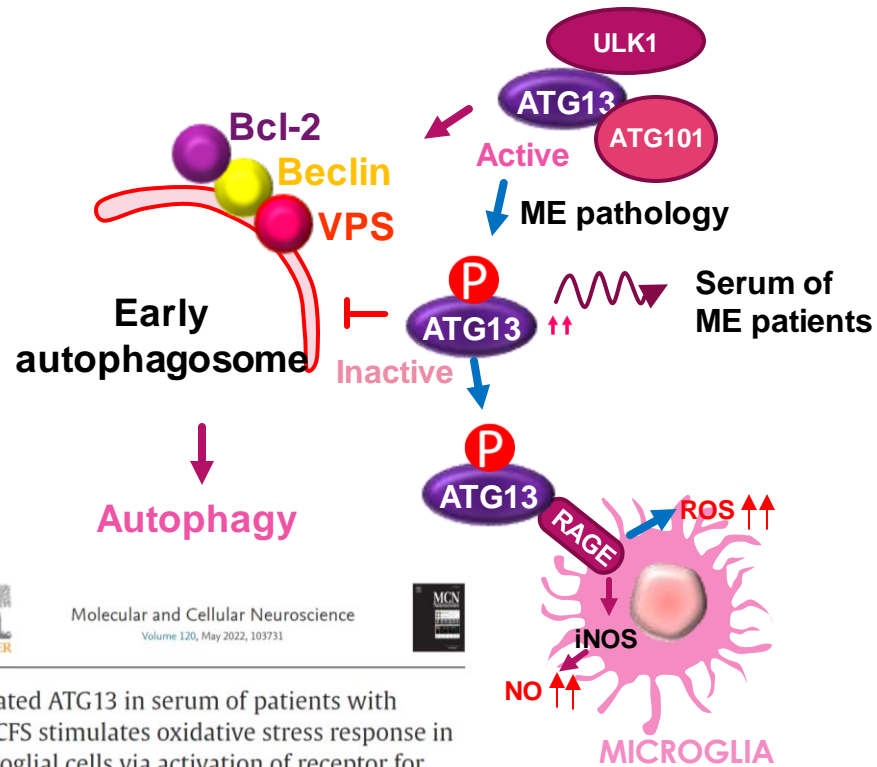 ULK1
ATG13
ATG101
Active
Bcl-2
Beclin
VPS
ME pathology
P
ATG13
Serum of
ME patients
Early
autophagosome
Inactive
P
ATG13
RAGE
ROS
Autophagy
iNOS
NO
MICROGLIA
ER
Molecular and Cellular Neuroscience
Volume 120, May 2022, 103731
MCN
ated ATG13 in serum of patients with
CFS stimulates oxidative stress response in
oglial cells via activation of receptor for